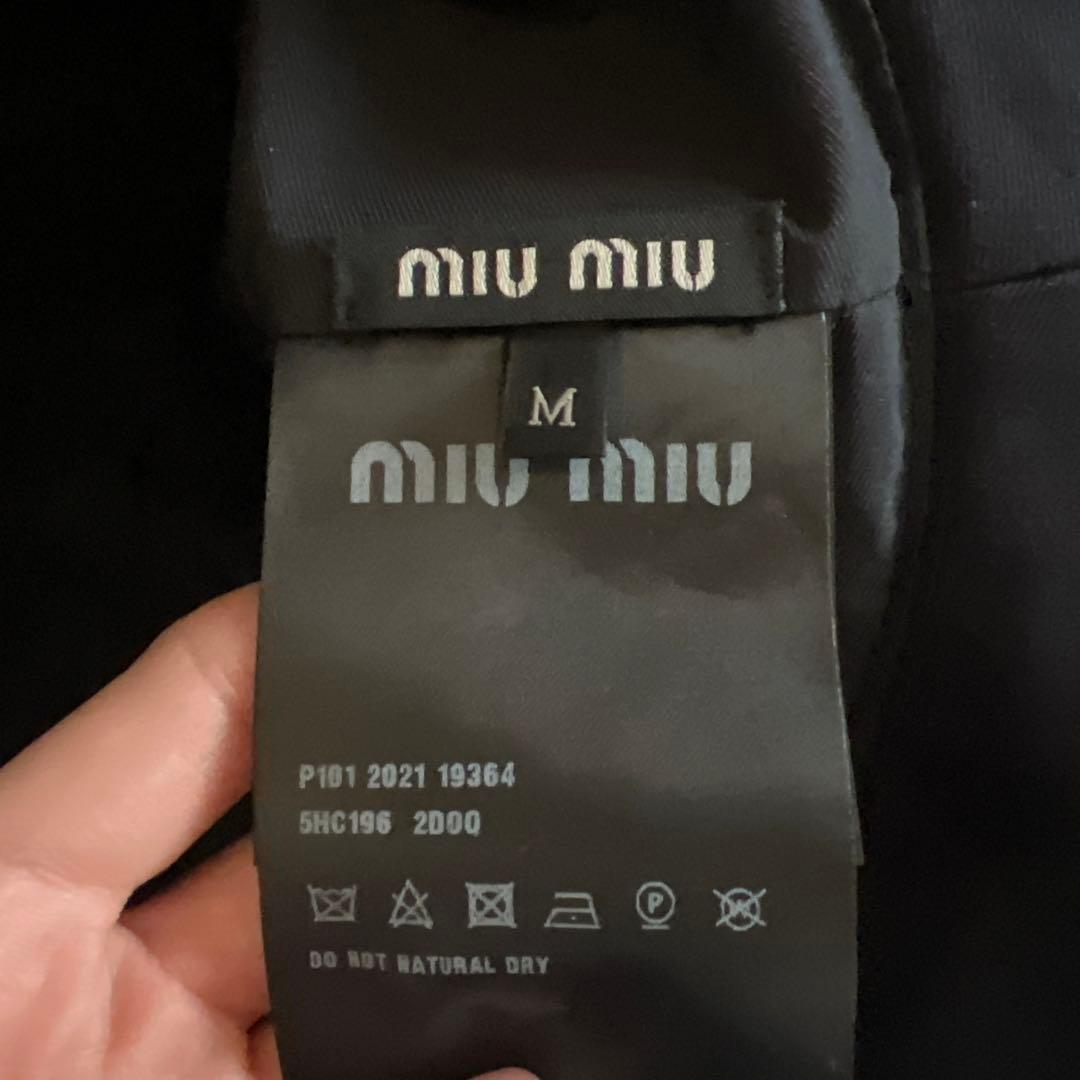 miu miu
M
miu miu
P101 2021 19364
5HC196 2D0Q
P
W
DO NOT NATURAL DRY